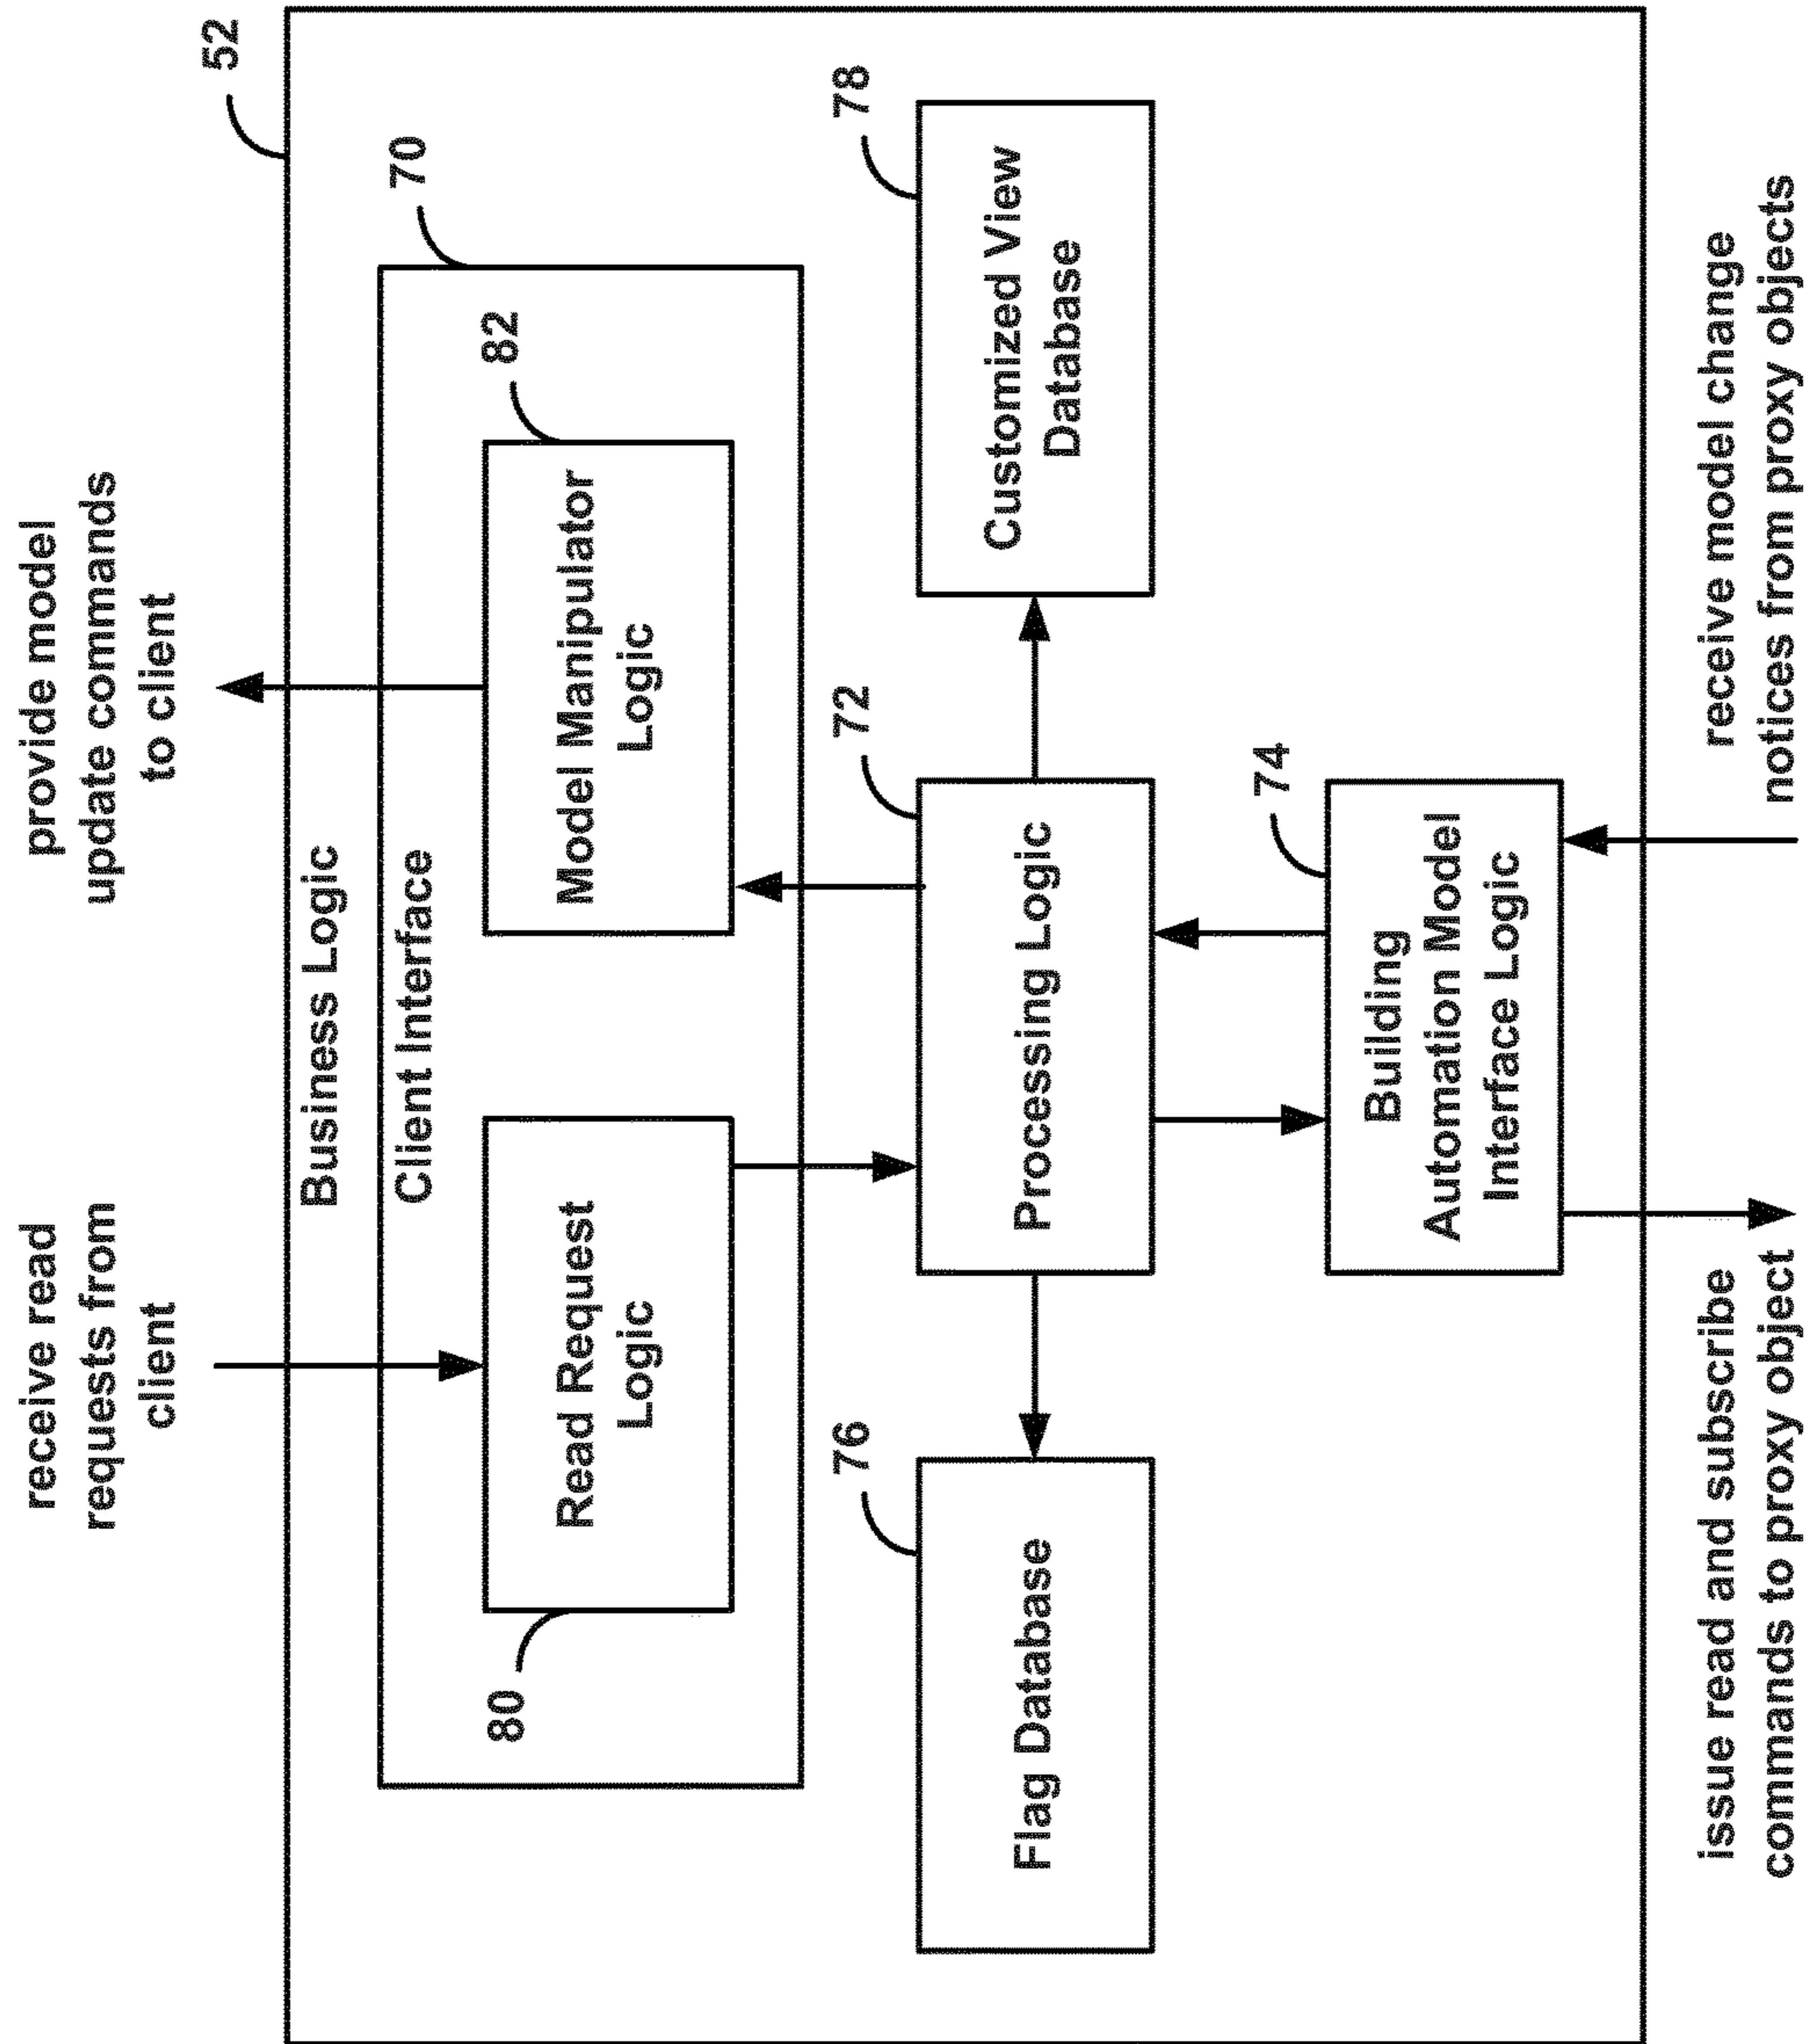 receive read
requests from
client
provide model
update commands
to client
52
Business Logic
70
Client Interface
80
Read Request
Logic
82
Model Manipulator
Logic
76
Flag Database
72
Processing Logic
78
Customized View
Database
74
Building
Automation Model
Interface Logic
issue read and subscribe
commands to proxy object
receive model change
notices from proxy objects